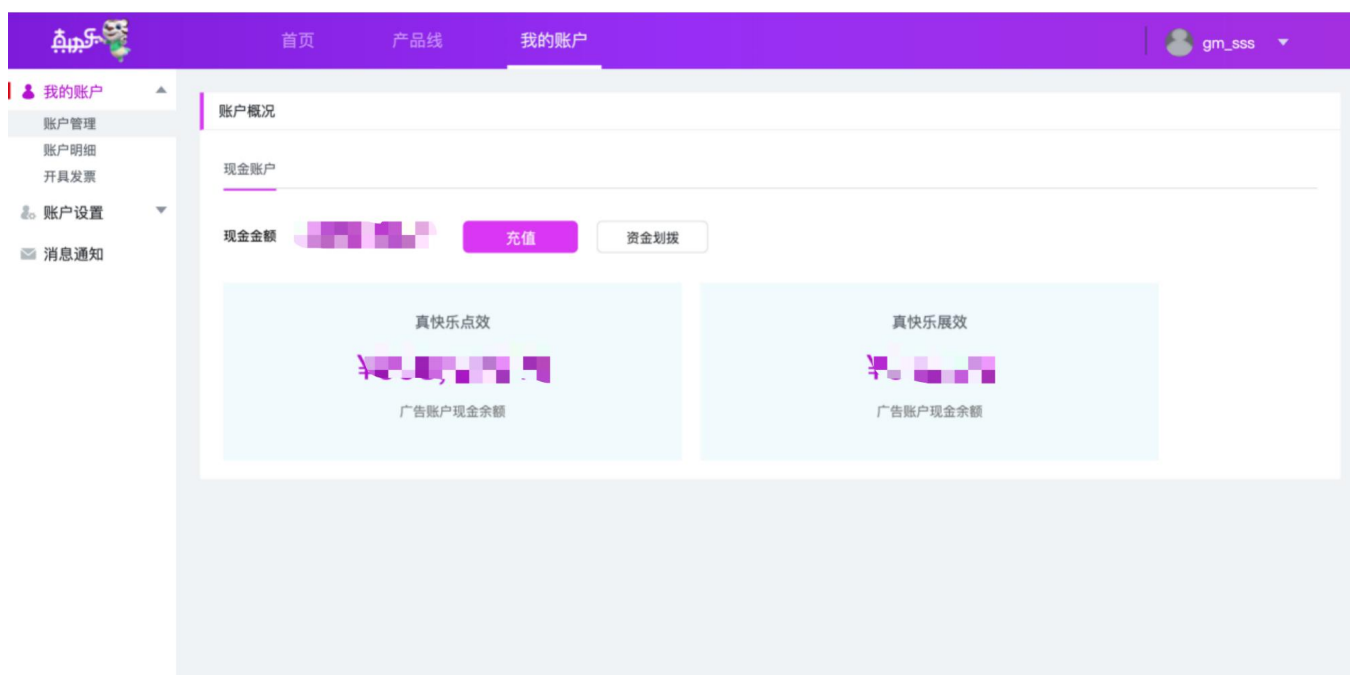 真快乐
首页 产品线 我的账户 gm_sss
我的账户
账户管理
账户明细
开具发票
账户设置
消息通知
账户概况
现金账户
现金金额 充值 资金划拨
真快乐点效
¥
广告账户现金余额
真快乐展效
¥
广告账户现金余额